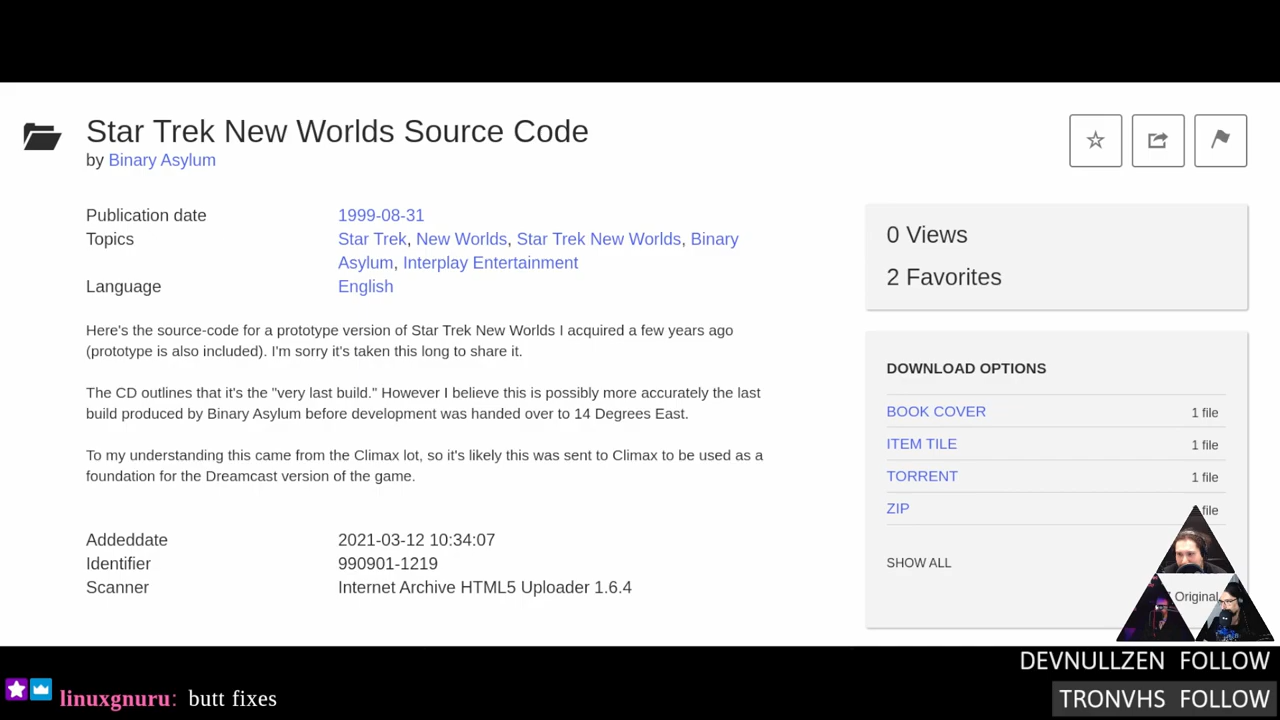 Star Trek New Worlds Source Code
by Binary Asylum
Publication date 1999-08-31
Topics Star Trek, New Worlds, Star Trek New Worlds, Binary
Asylum, Interplay Entertainment
Language English
Here's the source-code for a prototype version of Star Trek New Worlds I acquired a few years ago
(prototype is also included). I'm sorry it's taken this long to share it.
The CD outlines that it's the "very last build." However I believe this is possibly more accurately the last
build produced by Binary Asylum before development was handed over to 14 Degrees East.
To my understanding this came from the Climax lot, so it's likely this was sent to Climax to be used as a
foundation for the Dreamcast version of the game.
Addeddate 2021-03-12 10:34:07
Identifier 990901-1219
Scanner Internet Archive HTML5 Uploader 1.6.4
0 Views
2 Favorites
DOWNLOAD OPTIONS
BOOK COVER 1 file
ITEM TILE 1 file
TORRENT 1 file
ZIP file
SHOW ALL
Original
DEVNULLZEN FOLLOW
TRONVHS FOLLOW
linuxgnuru: butt fixes